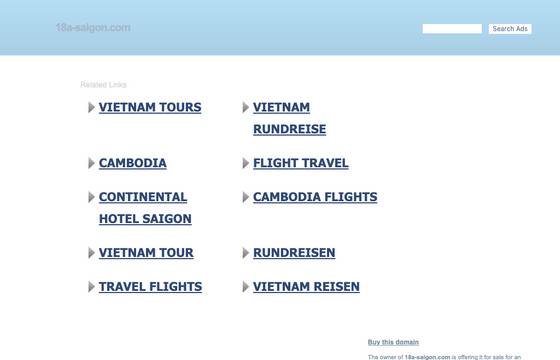 18a-saigon.com
Search Ads
Related Links
VIETNAM TOURS
VIETNAM
RUNDREISE
CAMBODIA
FLIGHT TRAVEL
CONTINENTAL
HOTEL SAIGON
CAMBODIA FLIGHTS
VIETNAM TOUR
RUNDREISEN
TRAVEL FLIGHTS
VIETNAM REISEN
Buy this domain
The owner of 18a-saigon.com is offering it for sale for an